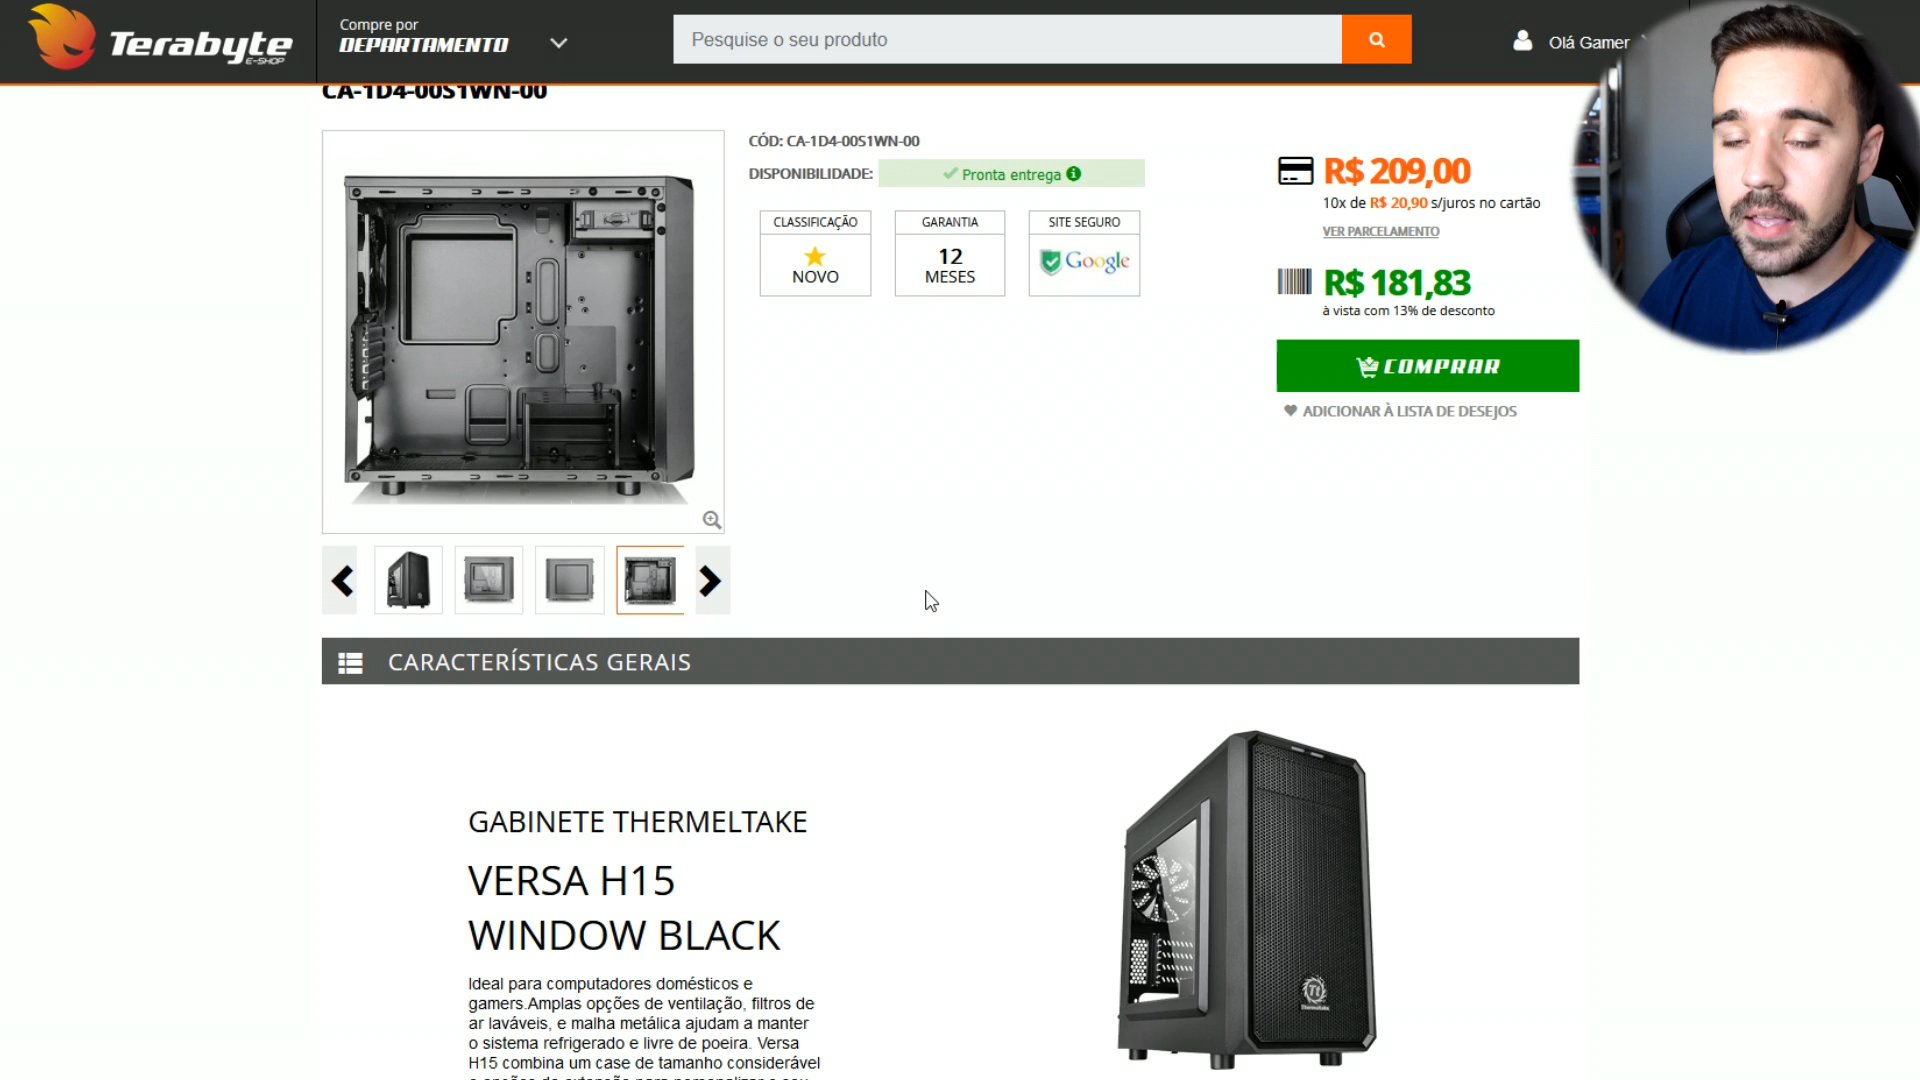 Terabyte
E-SHOP
Compre por
DEPARTAMENTO
Pesquise o seu produto
Olá Gamer
CA-1D4-00S1WN-00
CÓD: CA-1D4-00S1WN-00
DISPONIBILIDADE:
Pronta entrega
CLASSIFICAÇÃO
NOVO
GARANTIA
12
MESES
SITE SEGURO
Google
R$ 209,00
10x de R$ 20,90 s/juros no cartão
VER PARCELAMENTO
R$ 181,83
à vista com 13% de desconto
COMPRAR
ADICIONAR À LISTA DE DESEJOS
CARACTERÍSTICAS GERAIS
GABINETE THERMELTAKE
VERSA H15
WINDOW BLACK
Ideal para computadores domésticos e
gamers.Amplas opções de ventilação, filtros de
ar laváveis, e malha metálica ajudam a manter
o sistema refrigerado e livre de poeira. Versa
H15 combina um case de tamanho considerável
Tt
Thermaltake